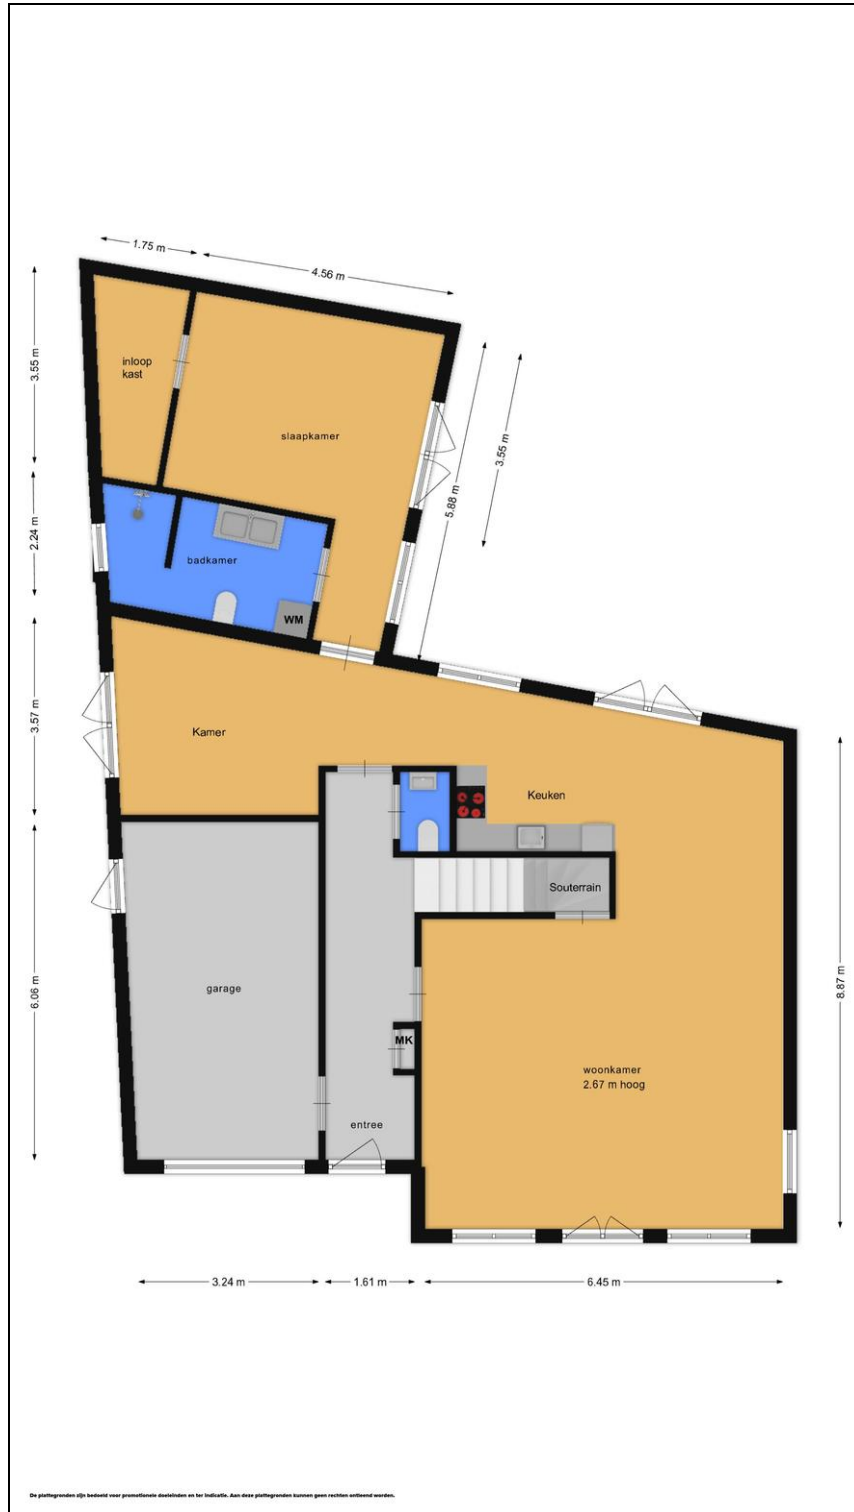 1.75 m
4.56 m
3.55 m
inloop
kast
slaapkamer
3.55 m
5.88 m
2.24 m
badkamer
WM
3.57 m
Kamer
Keuken
Souterrain
6.06 m
garage
8.87 m
MK
woonkamer
2.67 m hoog
entree
3.24 m
1.61 m
6.45 m
De plattegronden zijn bedoeld voor promotionele doeleinden en ter indicatie. Aan deze plattegronden kunnen geen rechten ontleend worden.